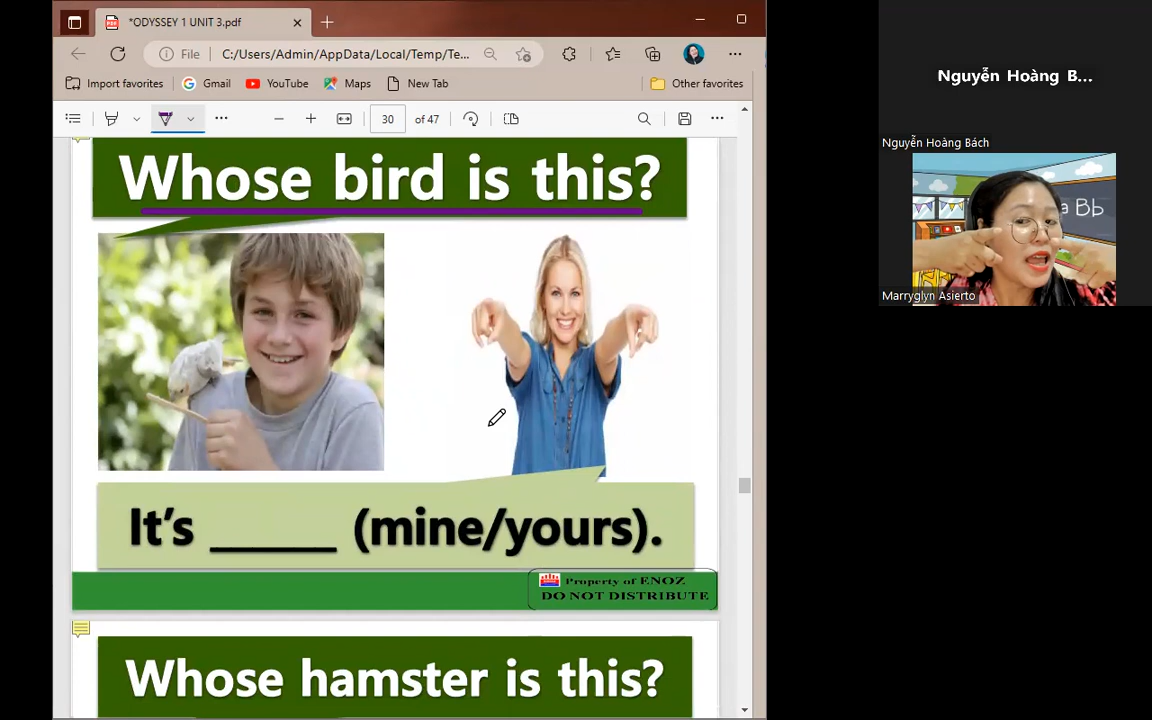 *ODYSSEY 1 UNIT 3.pdf
File
C:/Users/Admin/AppData/Local/Temp/Te...
Import favorites
Gmail
YouTube
Maps
New Tab
Other favorites
30
of 47
Whose bird is this?
It's _____ (mine/yours).
Property of ENOZ
DO NOT DISTRIBUTE
Whose hamster is this?
Nguyễn Hoàng B...
Nguyễn Hoàng Bách
a Bb
Marryglyn Asierto